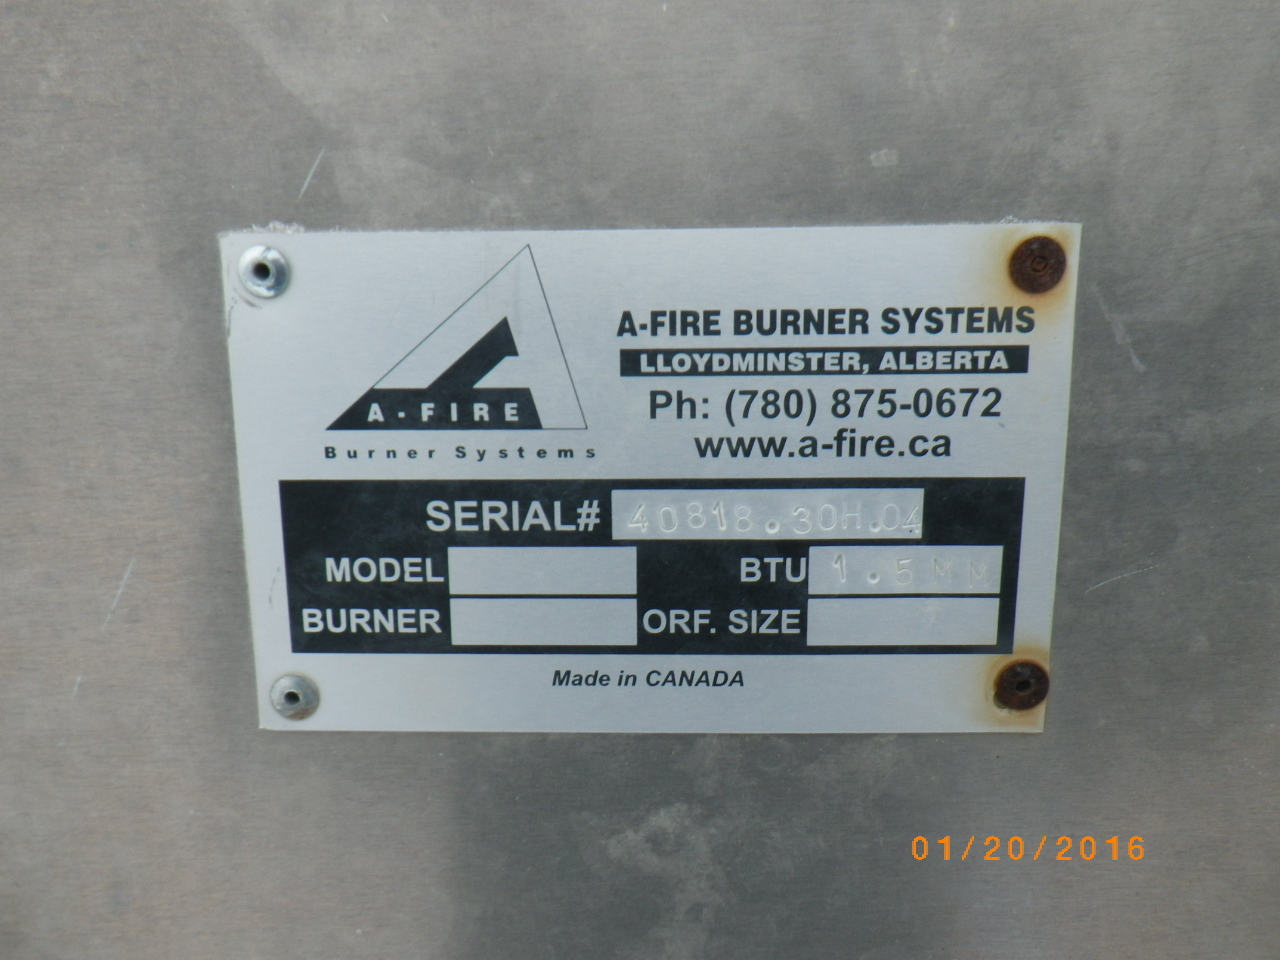 A-FIRE
Burner Systems
A-FIRE BURNER SYSTEMS
LLOYDMINSTER, ALBERTA
Ph: (780) 875-0672
www.a-fire.ca
SERIAL# 40818.30H.04
MODEL
BTU 1.5MM
BURNER
ORF. SIZE
Made in CANADA
01/20/2016